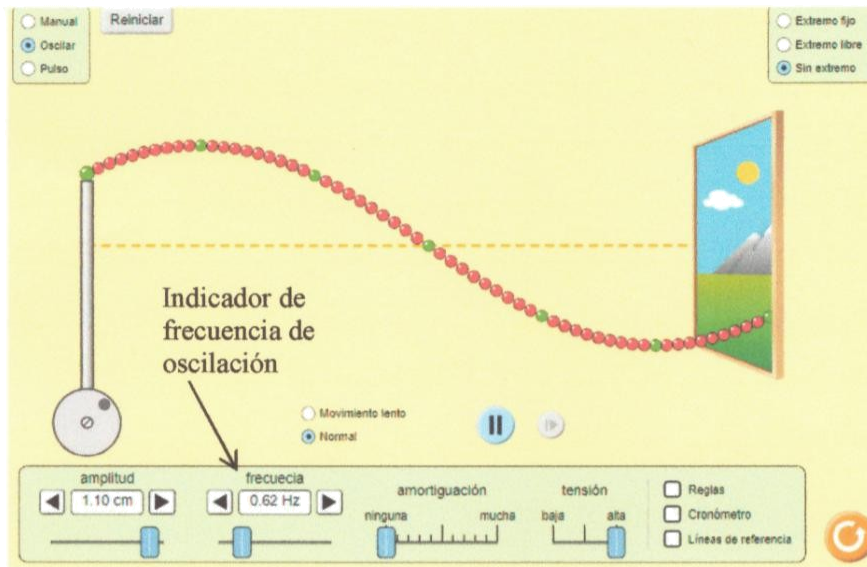 Manual
Oscilar
Pulso
Reiniciar
Extremo fijo
Extremo libre
Sin extremo
Indicador de
frecuencia de
oscilación
Movimiento lento
Normal
amplitud
1.10 cm
frecuecia
0.62 Hz
amortiguación
ninguna
mucha
tensión
baja
alta
Reglas
Cronómetro
Líneas de referencia